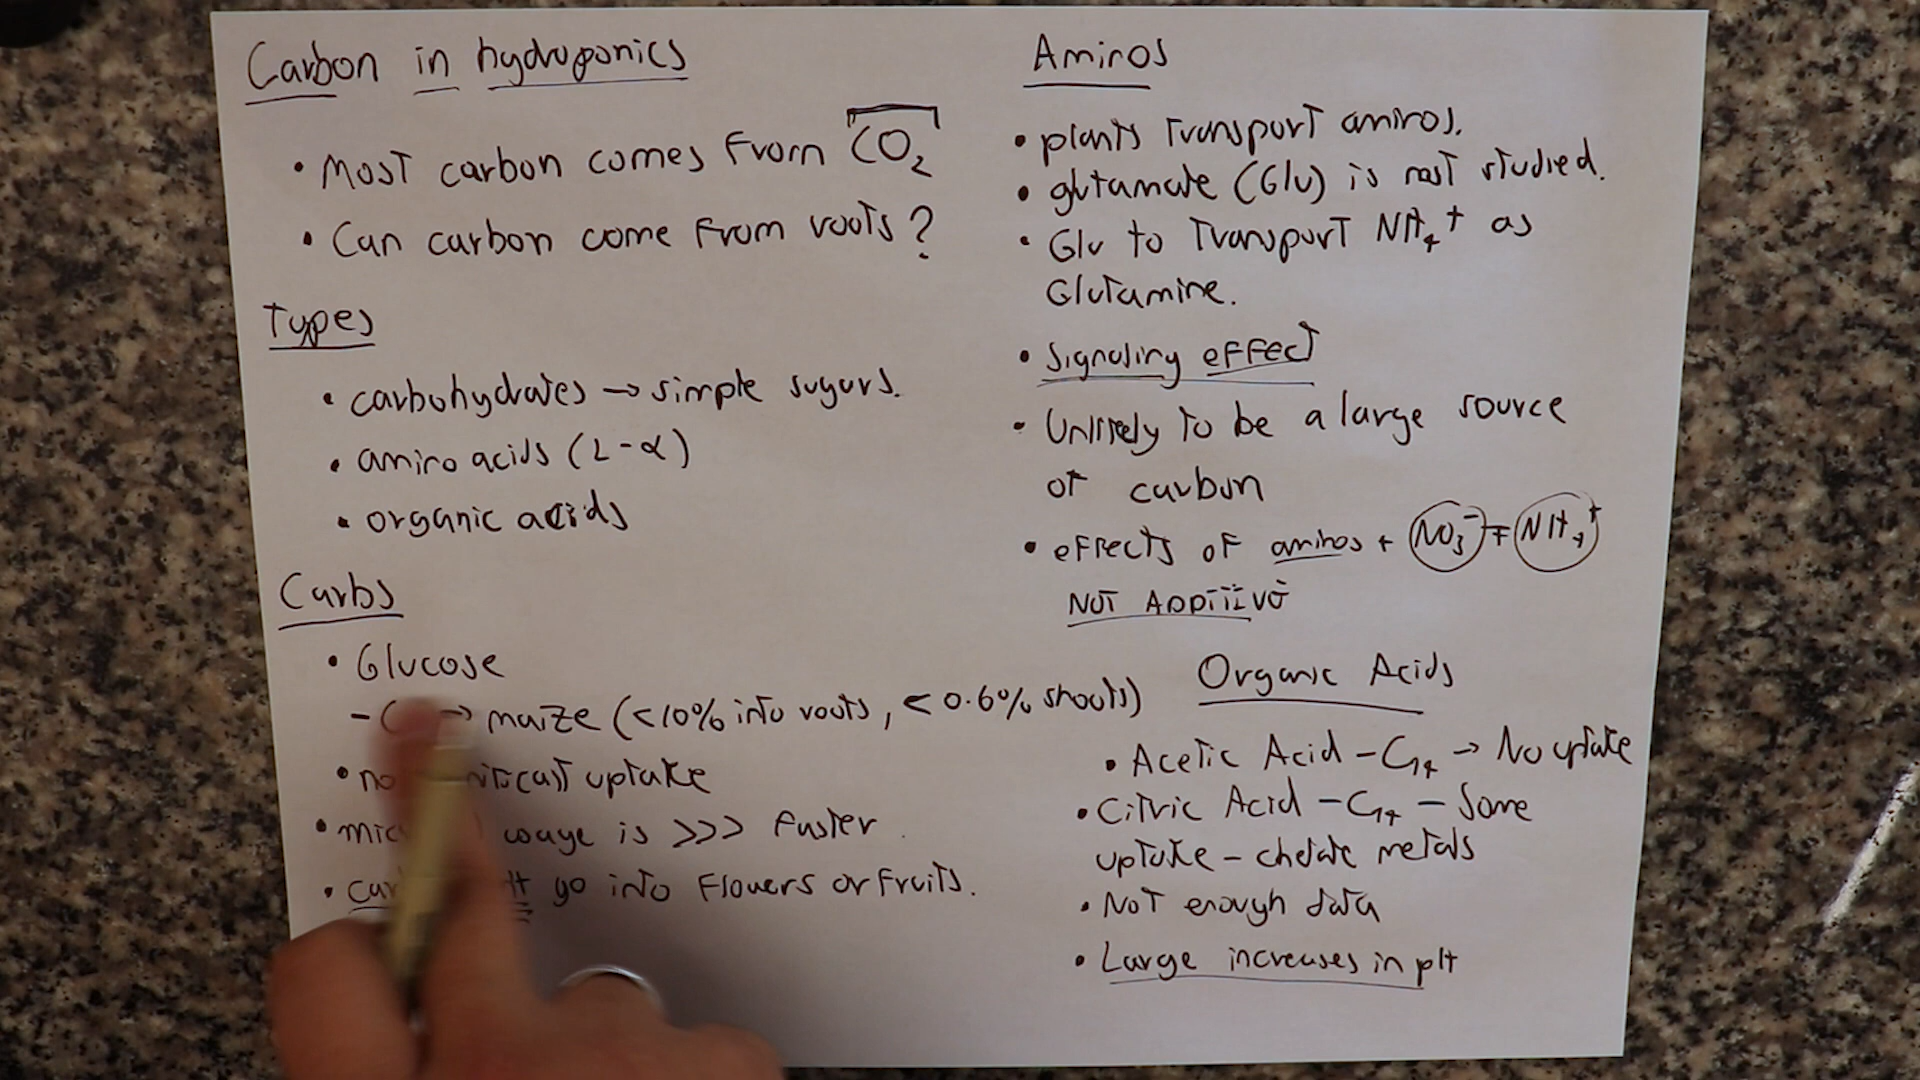 Carbon in hydroponics
• Most carbon comes from CO2
• Can carbon come from roots?
Types
• carbohydrates → simple sugars.
• amino acids (L-α)
• organic acids
Carbs
• Glucose
→ maize (<10% into roots, <0.6% shoots)
uptake
is >>> faster
• go into flowers or fruits.
Aminos
• plants transport aminos.
• glutamate (Glu) is most studied.
• Glu to transport NH4+ as
Glutamine.
• Signaling effect
• Unlikely to be a large source
of carbon
• effects of aminos + NO3- + NH4+
NOT ADDITIVE
Organic Acids
• Acetic Acid - C14 → No uptake
• Citric Acid - C14 - Some
uptake - chelate metals
• Not enough data
• Large increases in pH